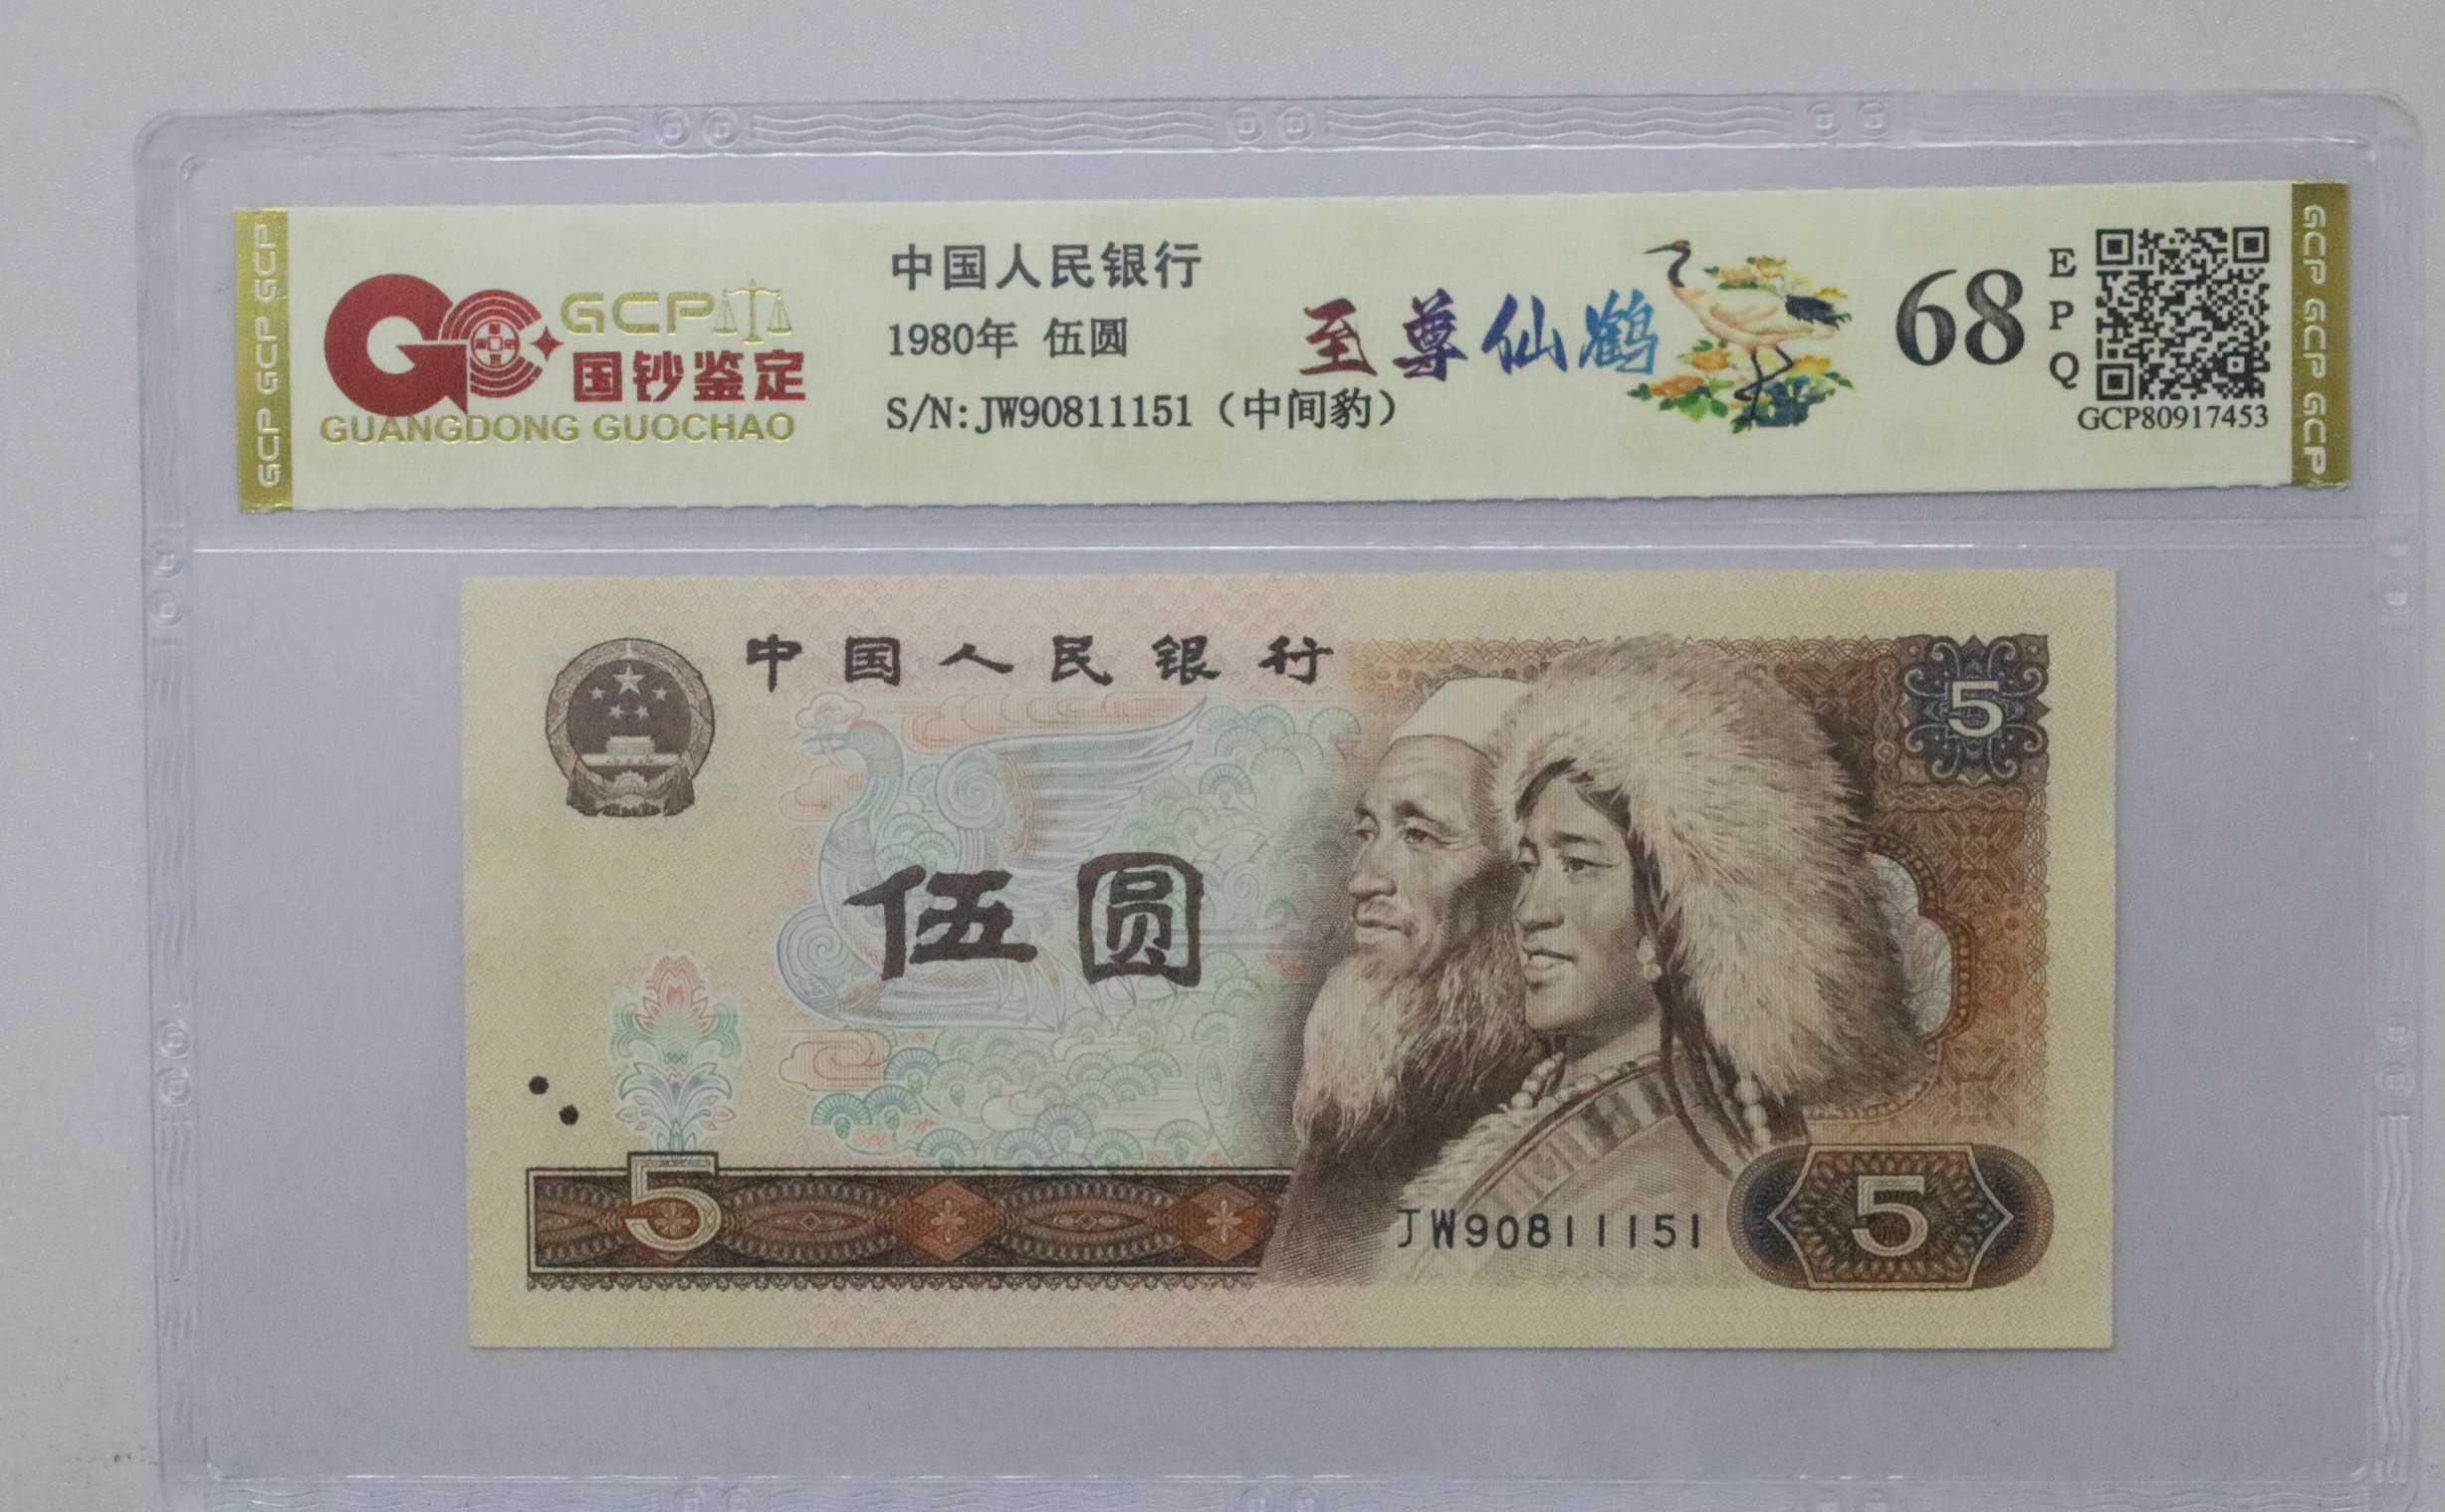 GCP GCP GCP
GCP
国钞鉴定
GUANGDONG GUOCHAO
中国人民银行
1980年 伍圆
S/N:JW90811151（中间豹）
至尊仙鹤
68
E
P
Q
GCP80917453
GCP GCP GCP
中国人民银行
5
伍圆
5
JW90811151
5